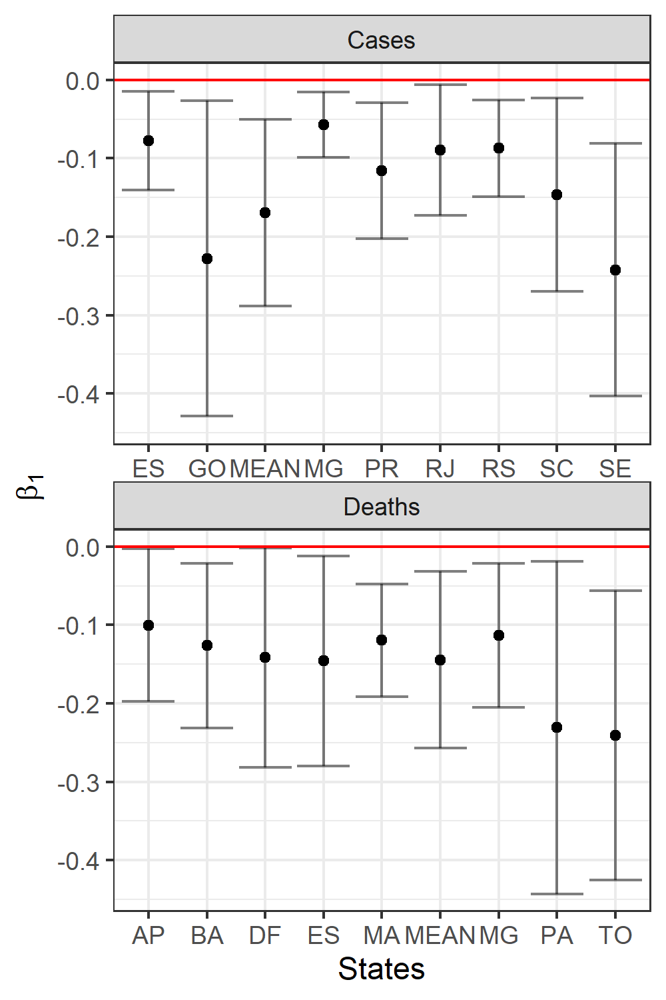 Cases
0.0
-0.1
-0.2
-0.3
-0.4
ES GO MEAN MG PR RJ RS SC SE
β1
Deaths
0.0
-0.1
-0.2
-0.3
-0.4
AP BA DF ES MA MEAN MG PA TO
States